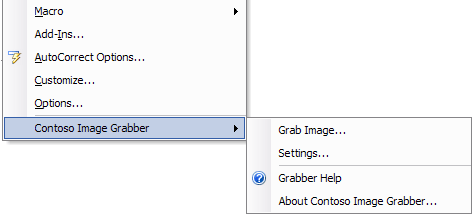 Macro
Add-Ins...
AutoCorrect Options...
Customize...
Options...
Contoso Image Grabber
Grab Image...
Settings...
Grabber Help
About Contoso Image Grabber...